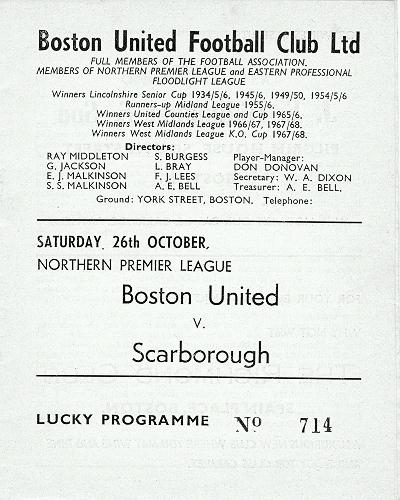 Boston United Football Club Ltd
FULL MEMBERS OF THE FOOTBALL ASSOCIATION.
MEMBERS OF NORTHERN PREMIER LEAGUE and EASTERN PROFESSIONAL
FLOODLIGHT LEAGUE
Winners Lincolnshire Senior Cup 1934/5/6, 1945/6, 1949/50, 1954/5/6
Runners-up Midland League 1955/6.
Winners United Counties League and Cup 1965/6.
Winners West Midlands League 1966/67, 1967/68.
Winners West Midlands League K.O. Cup 1967/68.
Directors:
RAY MIDDLETON S. BURGESS Player-Manager:
G. JACKSON L. BRAY DON DONOVAN
E. J. MALKINSON F. J. LEES Secretary: W. A. DIXON
S. S. MALKINSON A. E. BELL Treasurer: A. E. BELL.
Ground: YORK STREET, BOSTON. Telephone:
SATURDAY, 26th OCTOBER,
NORTHERN PREMIER LEAGUE
Boston United
v.
Scarborough
LUCKY PROGRAMME Nº 714